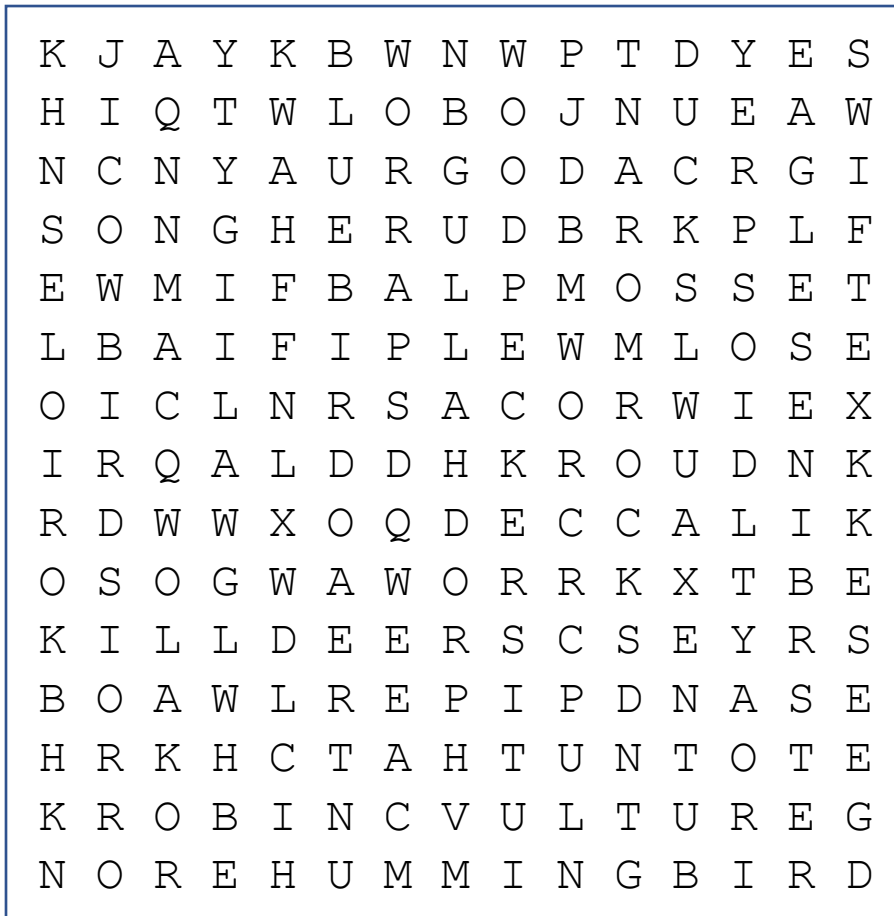 K J A Y K B W N W P T D Y E S
H I Q T W L O B O J N U E A W
N C N Y A U R G O D A C R G I
S O N G H E R U D B R K P L F
E W M I F B A L P M O S S E T
L B A I F I P L E W M L O S E
O I C L N R S A C O R W I E X
I R Q A L D D H K R O U D N K
R D W W X O Q D E C C A L I K
O S O G W A W O R R K X T B E
K I L L D E E R S C S E Y R S
B O A W L R E P I P D N A S E
H R K H C T A H T U N T O T E
K R O B I N C V U L T U R E G
N O R E H U M M I N G B I R D